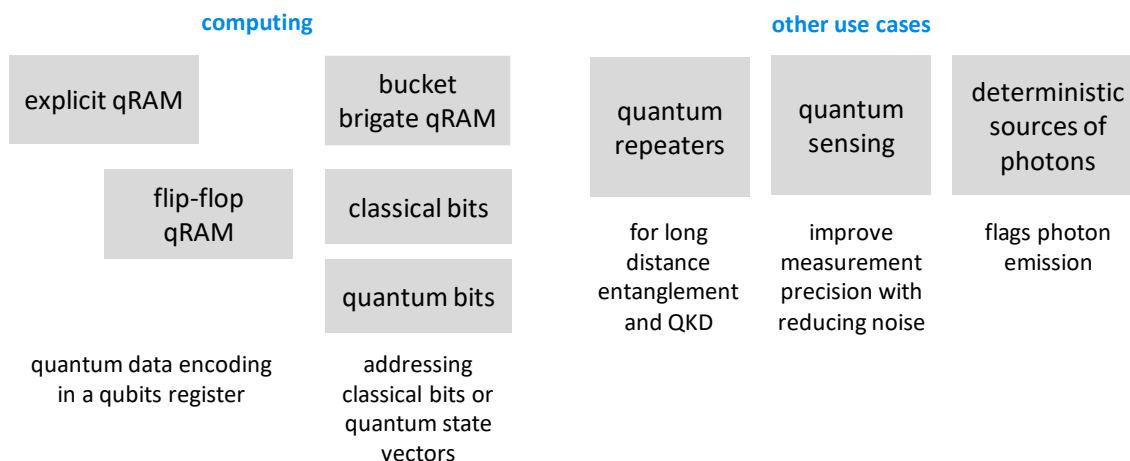 computing
explicit qRAM
bucket
brigate qRAM
flip-flop
qRAM
classical bits
quantum bits
quantum data encoding
in a qubits register
addressing
classical bits or
quantum state
vectors
other use cases
quantum
repeaters
quantum
sensing
deterministic
sources of
photons
for long
distance
entanglement
and QKD
improve
measurement
precision with
reducing noise
flags photon
emission